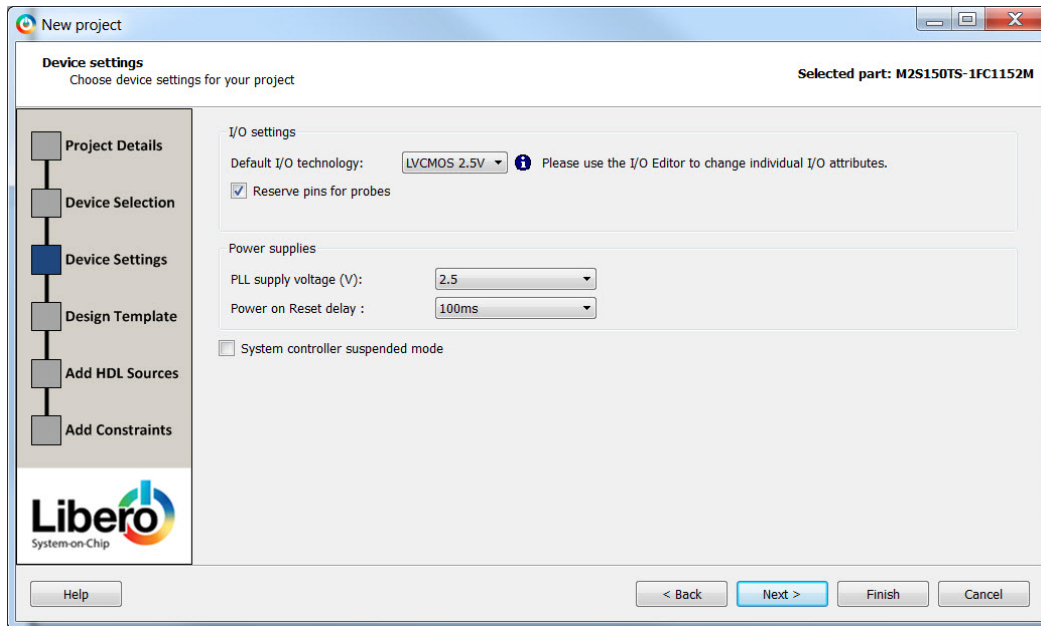 New project
Device settings
Choose device settings for your project
Selected part: M2S150TS-1FC1152M
Project Details
Device Selection
Device Settings
Design Template
Add HDL Sources
Add Constraints
Libero
System-on-Chip
I/O settings
Default I/O technology: LVCMOS 2.5V Please use the I/O Editor to change individual I/O attributes.
Reserve pins for probes
Power supplies
PLL supply voltage (V): 2.5
Power on Reset delay : 100ms
System controller suspended mode
Help < Back Next > Finish Cancel